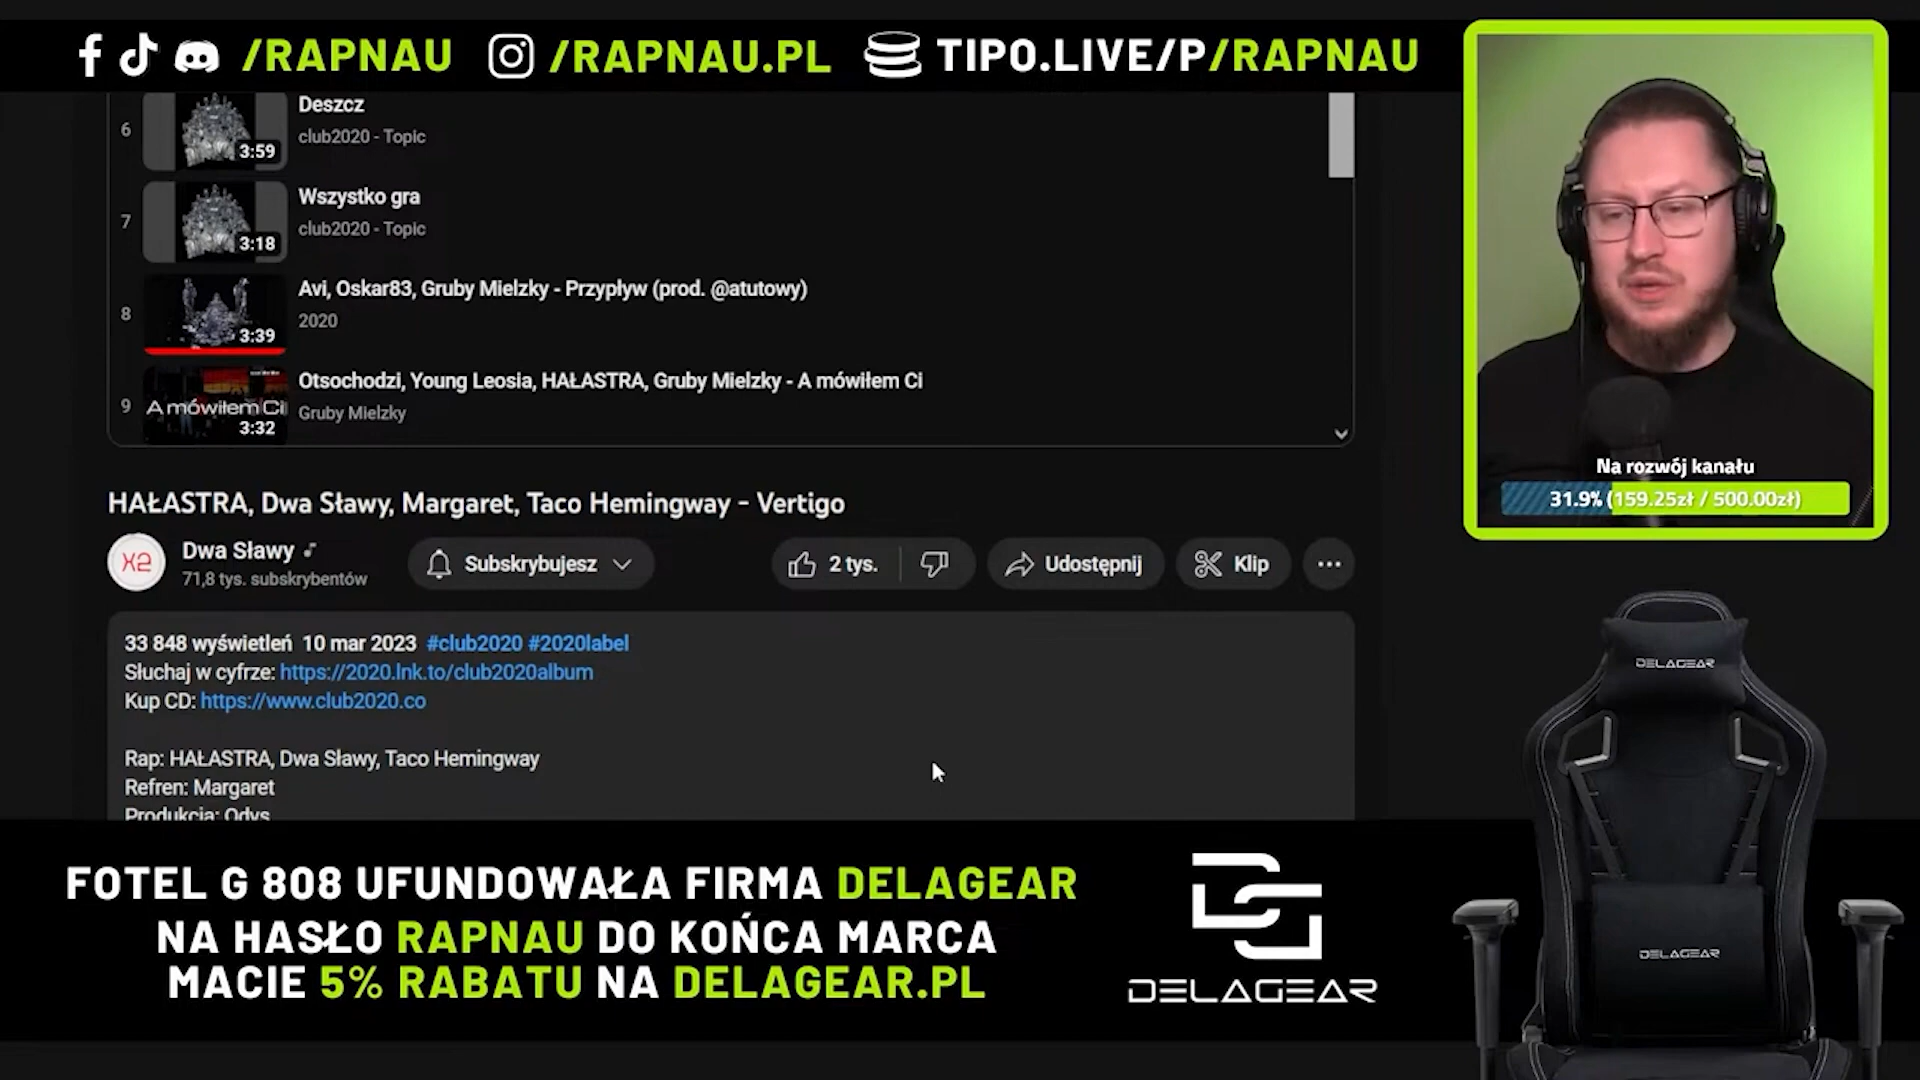 /RAPNAU /RAPNAU.PL TIPO.LIVE/P/RAPNAU
6
3:59
Deszcz
club2020 - Topic
7
3:18
Wszystko gra
club2020 - Topic
8
3:39
Avi, Oskar83, Gruby Mielzky - Przypływ (prod. @atutowy)
2020
9
A mówiłem Ci
3:32
Otsochodzi, Young Leosia, HAŁASTRA, Gruby Mielzky - A mówiłem Ci
Gruby Mielzky
HAŁASTRA, Dwa Sławy, Margaret, Taco Hemingway - Vertigo
X2
Dwa Sławy
71,8 tys. subskrybentów
Subskrybujesz
2 tys.
Udostępnij
Klip
33 848 wyświetleń 10 mar 2023 #club2020 #2020label
Słuchaj w cyfrze: https://2020.lnk.to/club2020album
Kup CD: https://www.club2020.co
Rap: HAŁASTRA, Dwa Sławy, Taco Hemingway
Refren: Margaret
Produkcja: Odys
Na rozwój kanału
31.9% (159.25zł / 500.00zł)
FOTEL G 808 UFUNDOWAŁA FIRMA DELAGEAR
NA HASŁO RAPNAU DO KOŃCA MARCA
MACIE 5% RABATU NA DELAGEAR.PL
DELAGEAR
DELAGEAR
DELAGEAR